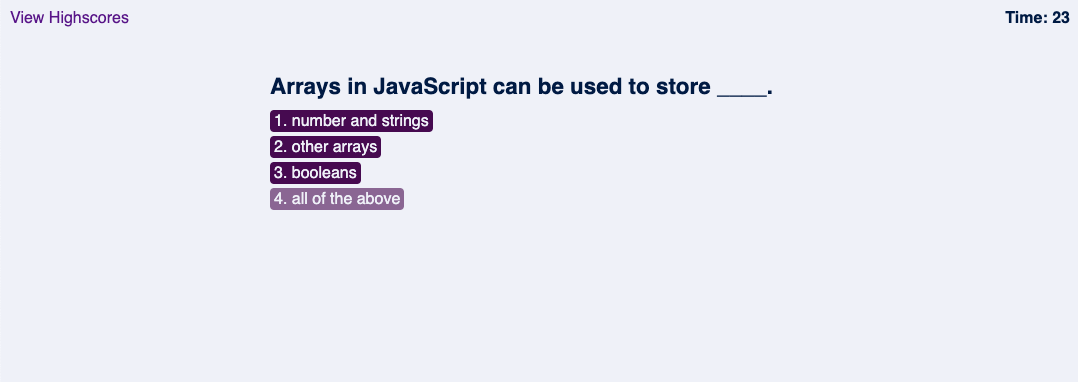 View Highscores
Time: 23
Arrays in JavaScript can be used to store ____.
1. number and strings
2. other arrays
3. booleans
4. all of the above